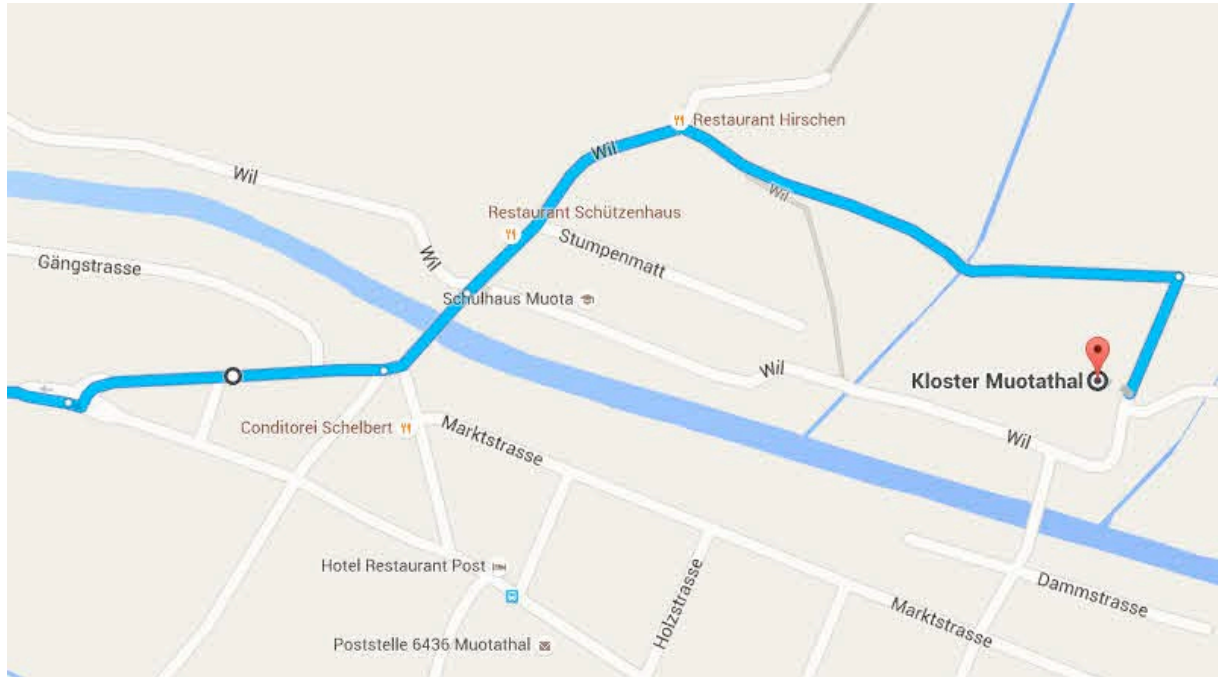 Restaurant Hirschen
Wil
Wil
Wil
Restaurant Schützenhaus
Stumpenmatt
Wil
Gängstrasse
Schulhaus Muota
Wil
Kloster Muotathal
Conditorei Schelbert
Marktstrasse
Wil
Hotel Restaurant Post
Holzstrasse
Dammstrasse
Marktstrasse
Poststelle 6436 Muotathal